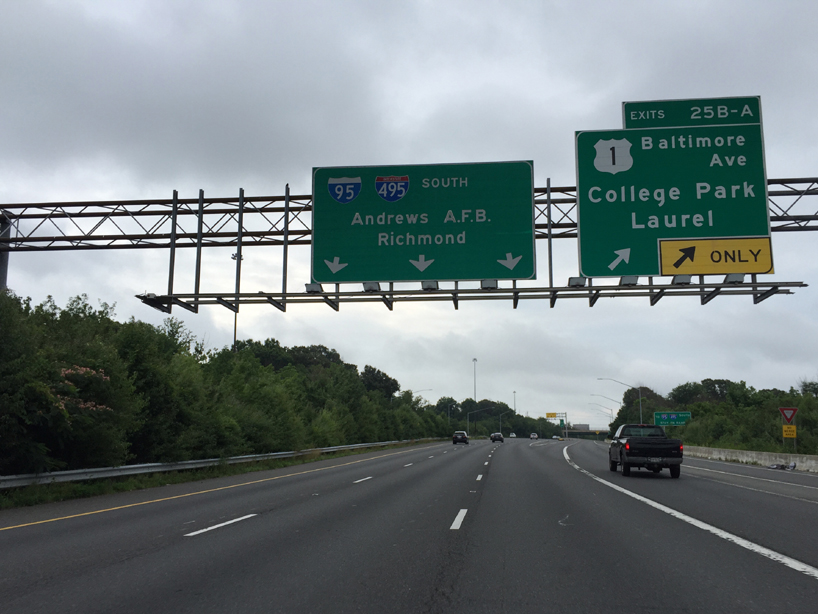 95 495 SOUTH
Andrews A.F.B.
Richmond
EXITS 25B-A
1 Baltimore
Ave
College Park
Laurel
ONLY